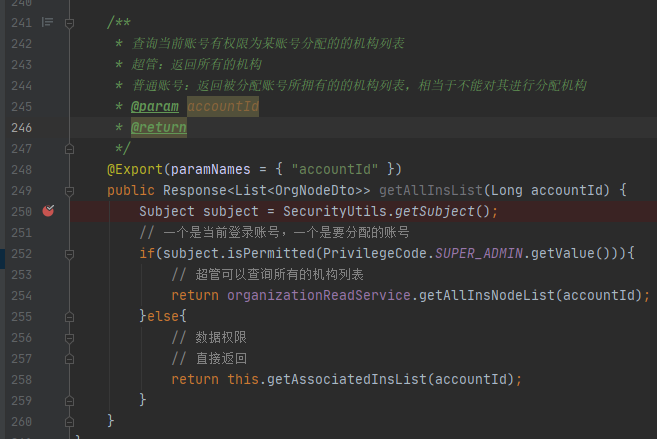 240
241 /**
242 * 查询当前账号有权限为某账号分配的的机构列表
243 * 超管：返回所有的机构
244 * 普通账号：返回被分配账号所拥有的的机构列表，相当于不能对其进行分配机构
245 * @param accountId
246 * @return
247 */
248 @Export(paramNames = { "accountId" })
249 public Response<List<OrgNodeDto>> getAllInsList(Long accountId) {
250 Subject subject = SecurityUtils.getSubject();
251 // 一个是当前登录账号，一个是要分配的账号
252 if(subject.isPermitted(PrivilegeCode.SUPER_ADMIN.getValue())){
253 // 超管可以查询所有的机构列表
254 return organizationReadService.getAllInsNodeList(accountId);
255 }else{
256 // 数据权限
257 // 直接返回
258 return this.getAssociatedInsList(accountId);
259 }
260 }